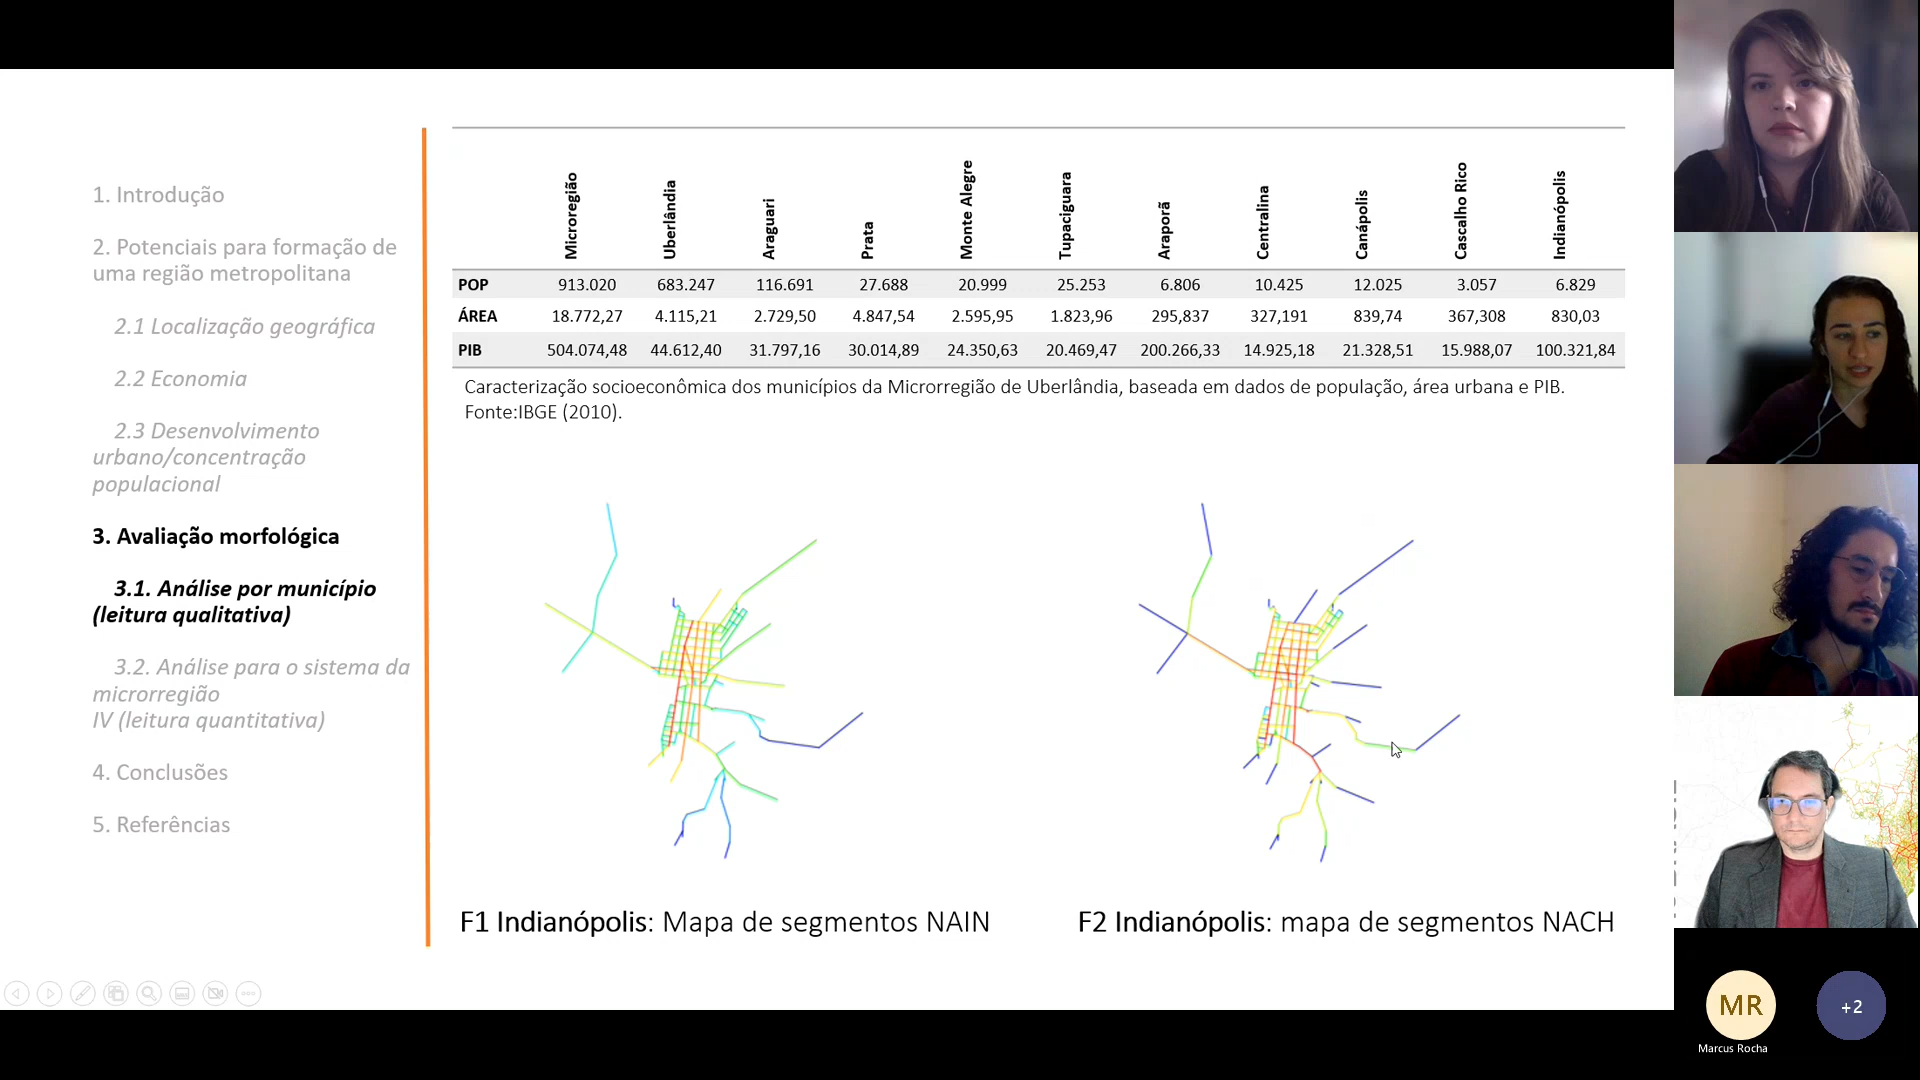 1. Introdução
2. Potenciais para formação de
uma região metropolitana
2.1 Localização geográfica
2.2 Economia
2.3 Desenvolvimento
urbano/concentração
populacional
3. Avaliação morfológica
3.1. Análise por município
(leitura qualitativa)
3.2. Análise para o sistema da
microrregião
IV (leitura quantitativa)
4. Conclusões
5. Referências
Microregião Uberlândia Araguari Prata Monte Alegre Tupaciguara Araporã Centralina Canápolis Cascalho Rico Indianópolis
POP 913.020 683.247 116.691 27.688 20.999 25.253 6.806 10.425 12.025 3.057 6.829
ÁREA 18.772,27 4.115,21 2.729,50 4.847,54 2.595,95 1.823,96 295,837 327,191 839,74 367,308 830,03
PIB 504.074,48 44.612,40 31.797,16 30.014,89 24.350,63 20.469,47 200.266,33 14.925,18 21.328,51 15.988,07 100.321,84
Caracterização socioeconômica dos municípios da Microrregião de Uberlândia, baseada em dados de população, área urbana e PIB.
Fonte:IBGE (2010).
F1 Indianópolis: Mapa de segmentos NAIN
F2 Indianópolis: mapa de segmentos NACH
MR
+2
Marcus Rocha